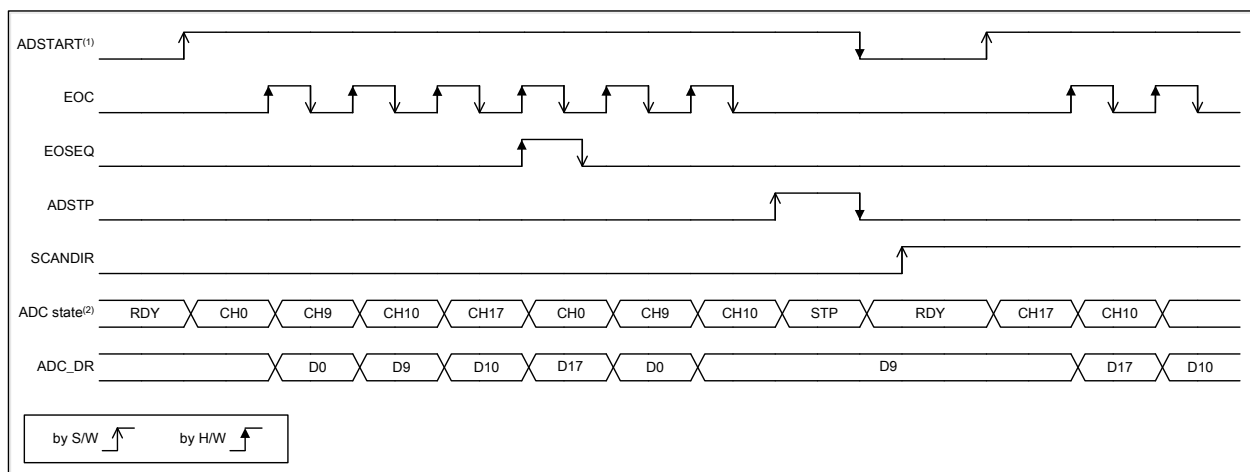 ADSTART(1)
EOC
EOSEQ
ADSTP
SCANDIR
ADC state(2) RDY CH0 CH9 CH10 CH17 CH0 CH9 CH10 STP RDY CH17 CH10
ADC_DR D0 D9 D10 D17 D0 D9 D17 D10
by S/W by H/W